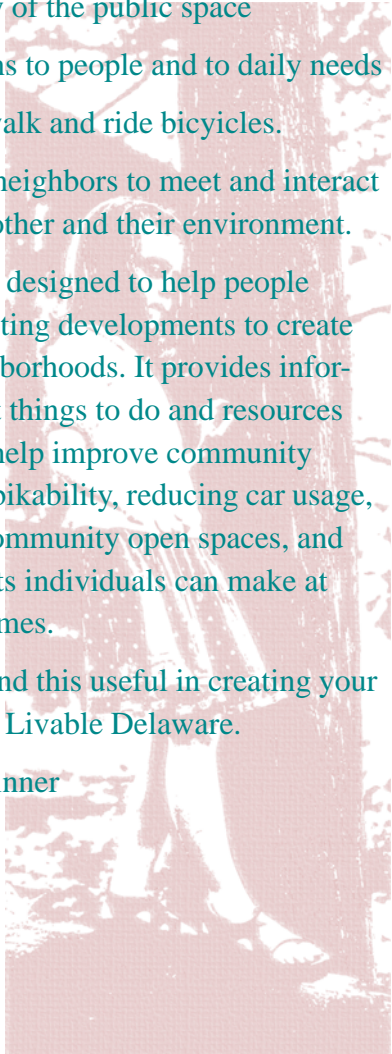 of the public space
ns to people and to daily needs
walk and ride bicyicles.
neighbors to meet and interact
other and their environment.
designed to help people
ting developments to create
borhoods. It provides infor-
t things to do and resources
help improve community
bikability, reducing car usage,
ommunity open spaces, and
ts individuals can make at
mes.
nd this useful in creating your
Livable Delaware.
nner